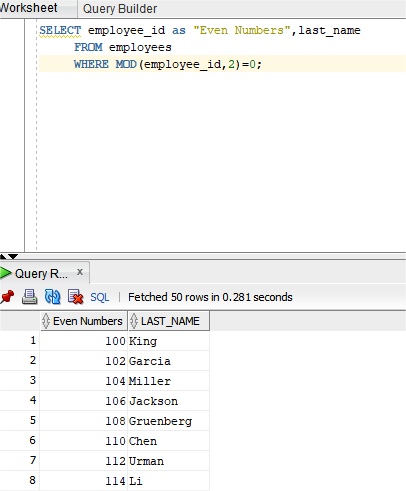 Worksheet Query Builder
SELECT employee_id as "Even Numbers",last_name
FROM employees
WHERE MOD(employee_id,2)=0;
Query R... x
SQL | Fetched 50 rows in 0.281 seconds
Even Numbers LAST_NAME
1 100 King
2 102 Garcia
3 104 Miller
4 106 Jackson
5 108 Gruenberg
6 110 Chen
7 112 Urman
8 114 Li